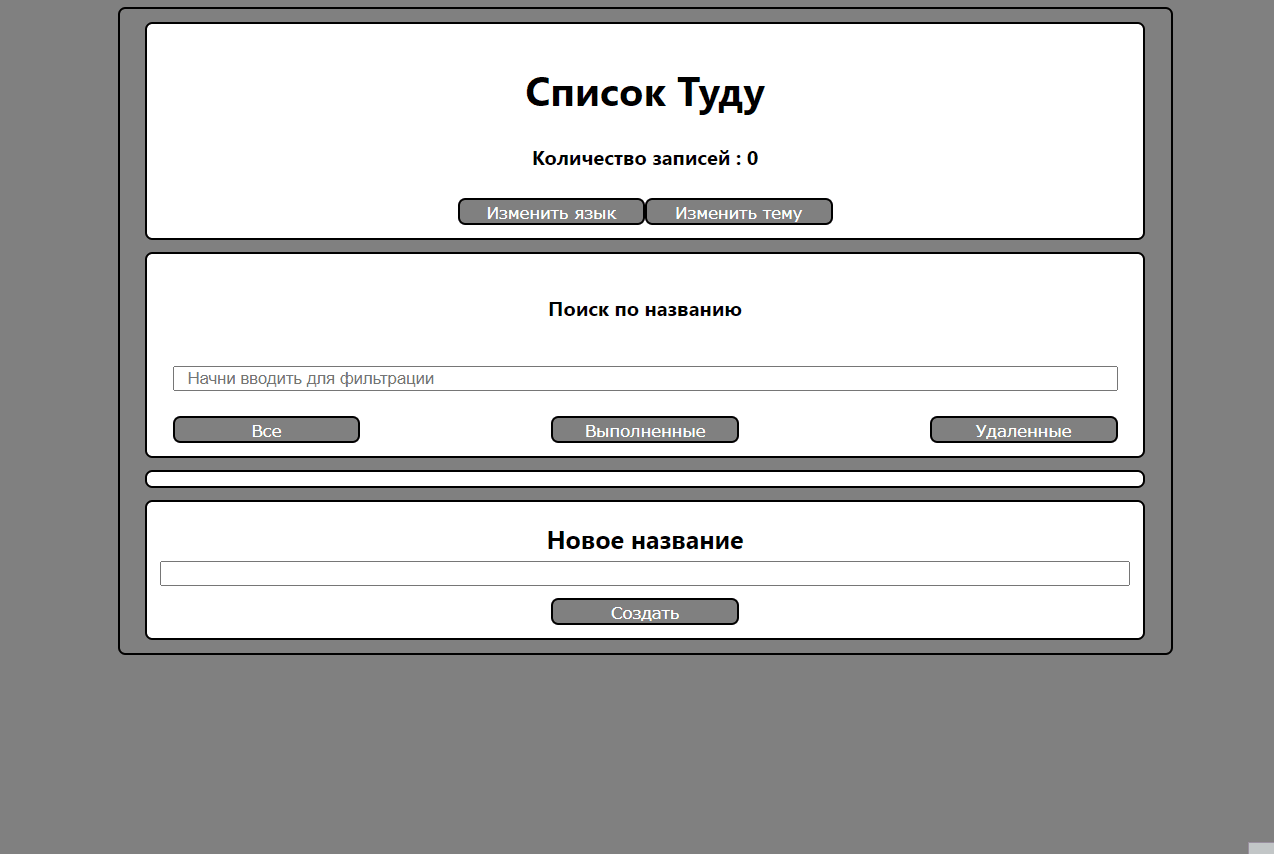 Список Туду
Количество записей : 0
Изменить язык Изменить тему
Поиск по названию
Начни вводить для фильтрации
Все Выполненные Удаленные
Новое название
Создать